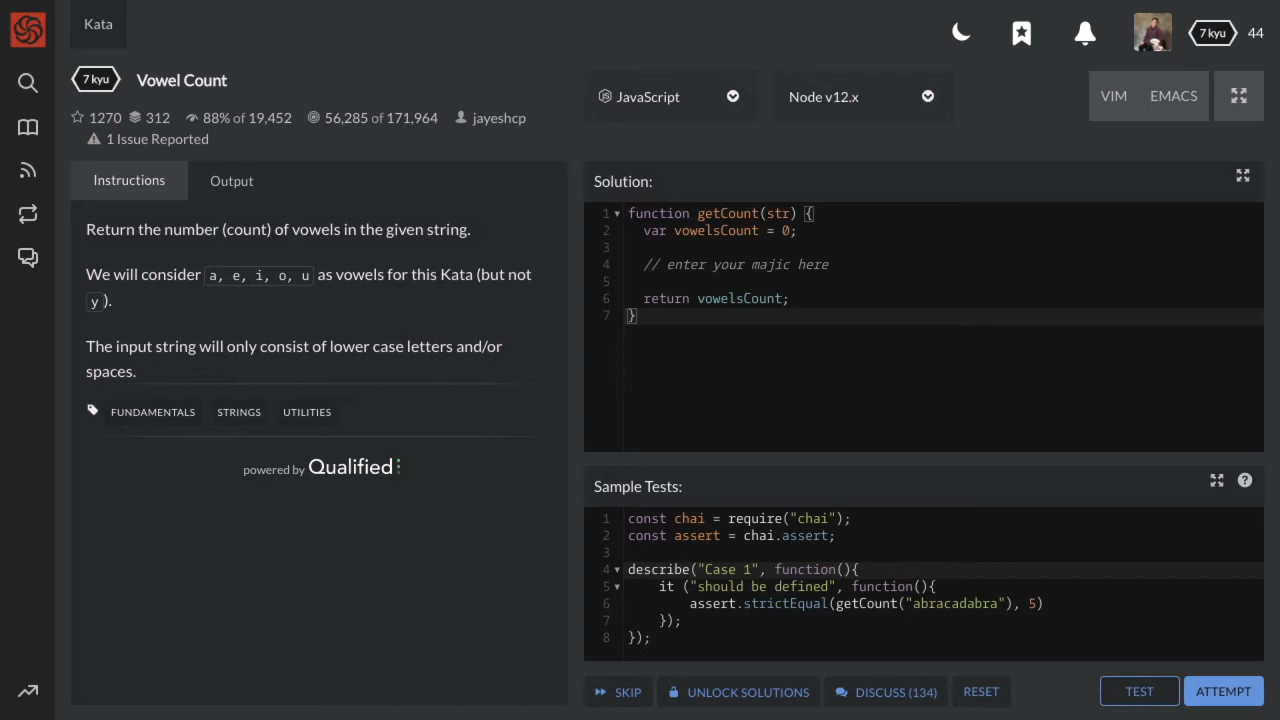 Kata
7 kyu
44
7 kyu
Vowel Count
1270
312
88% of 19,452
56,285 of 171,964
jayeshcp
1 Issue Reported
JavaScript
Node v12.x
VIM
EMACS
Instructions
Output
Return the number (count) of vowels in the given string.
We will consider a, e, i, o, u as vowels for this Kata (but not
y ).
The input string will only consist of lower case letters and/or
spaces.
FUNDAMENTALS
STRINGS
UTILITIES
powered by Qualified
Solution:
1 function getCount(str) {
2   var vowelsCount = 0;
3
4   // enter your majic here
5
6   return vowelsCount;
7 }
Sample Tests:
1 const chai = require("chai");
2 const assert = chai.assert;
3
4 describe("Case 1", function(){
5     it ("should be defined", function(){
6         assert.strictEqual(getCount("abracadabra"), 5)
7     });
8 });
SKIP
UNLOCK SOLUTIONS
DISCUSS (134)
RESET
TEST
ATTEMPT